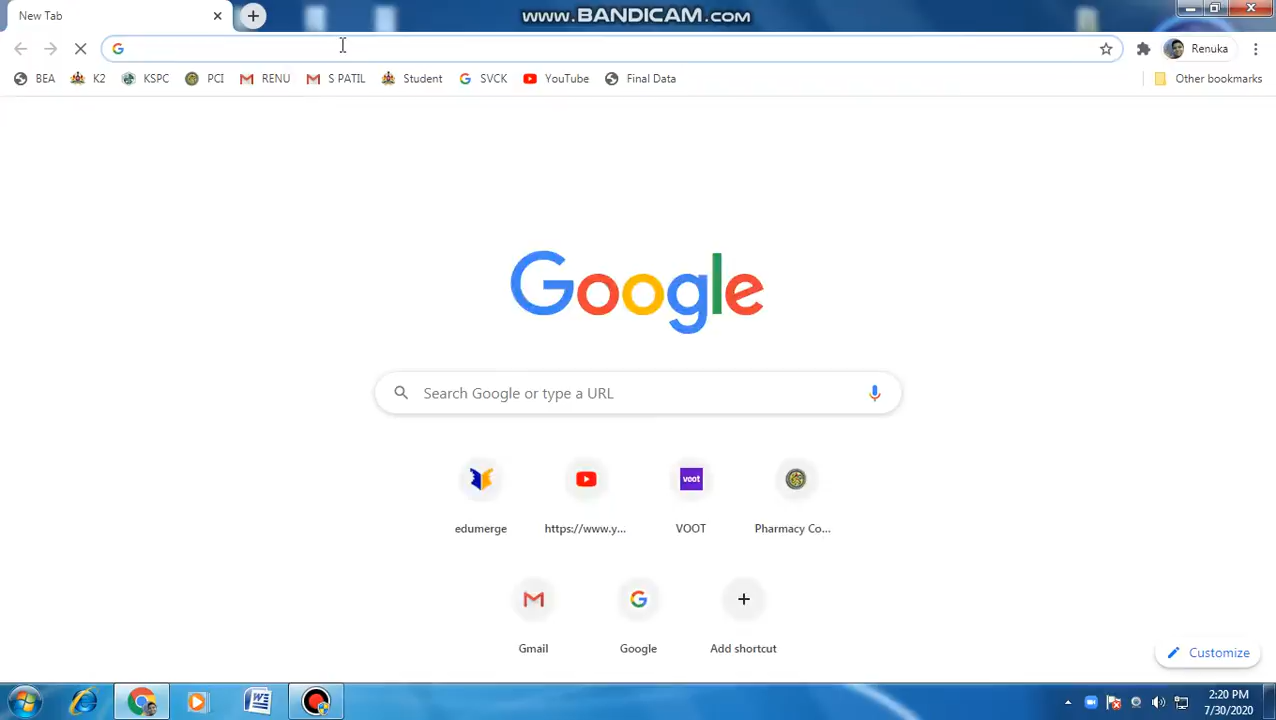 New Tab
www.BANDICAM.com
Renuka
BEA K2 KSPC PCI RENU S PATIL Student SVCK YouTube Final Data Other bookmarks
Google
Search Google or type a URL
voot
edumerge https://www.y... VOOT Pharmacy Co...
Gmail Google Add shortcut
Customize
2:20 PM
7/30/2020